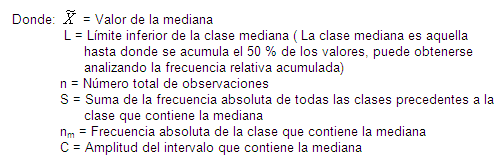 Donde: X̃ = Valor de la mediana
L = Límite inferior de la clase mediana ( La clase mediana es aquella
hasta donde se acumula el 50 % de los valores, puede obtenerse
analizando la frecuencia relativa acumulada)
n = Número total de observaciones
S = Suma de la frecuencia absoluta de todas las clases precedentes a la
clase que contiene la mediana
nm = Frecuencia absoluta de la clase que contiene la mediana
C = Amplitud del intervalo que contiene la mediana